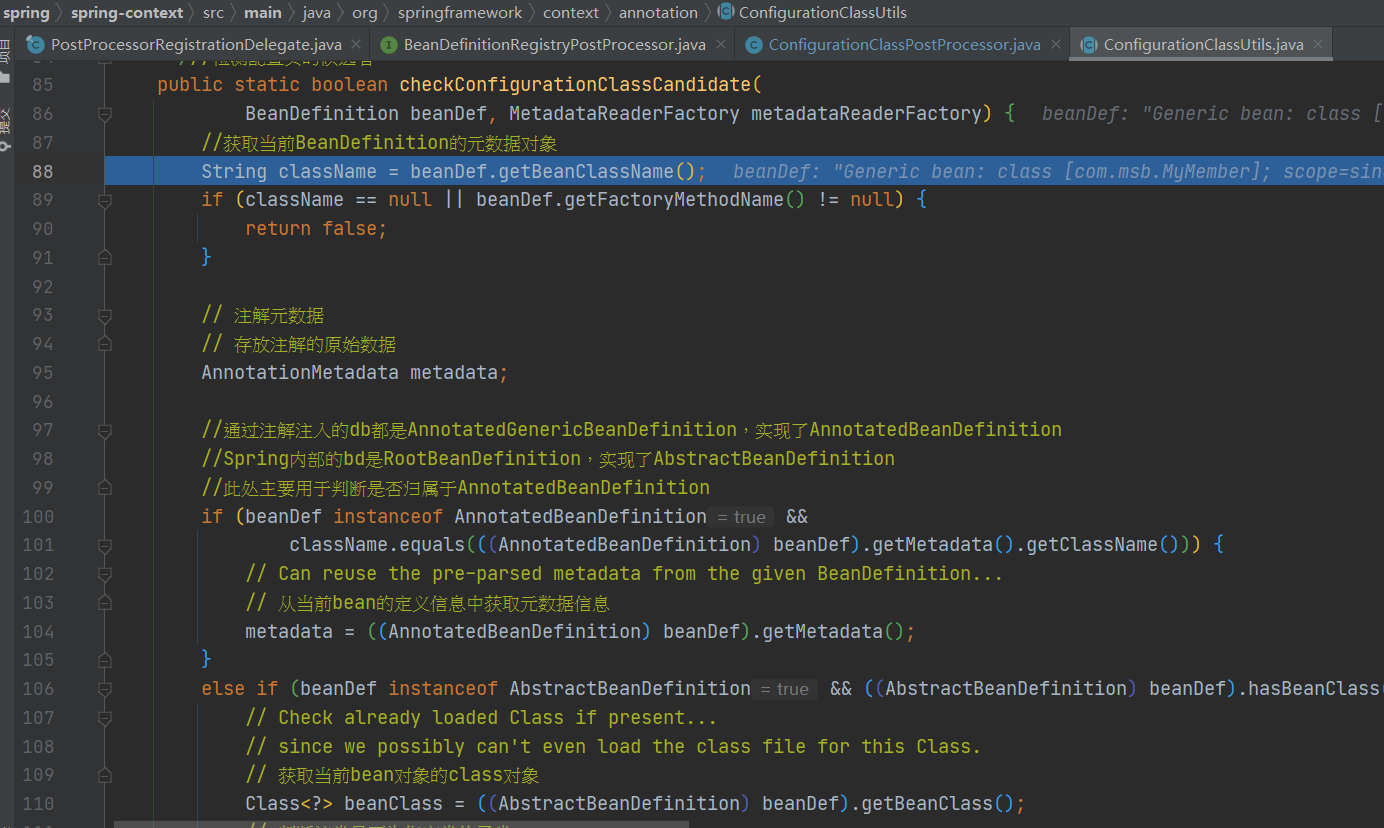 spring 〉 spring-context 〉 src 〉 main 〉 java 〉 org 〉 springframework 〉 context 〉 annotation 〉 ConfigurationClassUtils
PostProcessorRegistrationDelegate.java × BeanDefinitionRegistryPostProcessor.java × ConfigurationClassPostProcessor.java × ConfigurationClassUtils.java ×
项目
提交
85 public static boolean checkConfigurationClassCandidate(
86 BeanDefinition beanDef, MetadataReaderFactory metadataReaderFactory) { beanDef: "Generic bean: class [
87 //获取当前BeanDefinition的元数据对象
88 String className = beanDef.getBeanClassName(); beanDef: "Generic bean: class [com.msb.MyMember]; scope=sin
89 if (className == null || beanDef.getFactoryMethodName() != null) {
90 return false;
91 }
92
93 // 注解元数据
94 // 存放注解的原始数据
95 AnnotationMetadata metadata;
96
97 //通过注解注入的db都是AnnotatedGenericBeanDefinition，实现了AnnotatedBeanDefinition
98 //Spring内部的bd是RootBeanDefinition，实现了AbstractBeanDefinition
99 //此处主要用于判断是否归属于AnnotatedBeanDefinition
100 if (beanDef instanceof AnnotatedBeanDefinition = true &&
101 className.equals(((AnnotatedBeanDefinition) beanDef).getMetadata().getClassName())) {
102 // Can reuse the pre-parsed metadata from the given BeanDefinition...
103 // 从当前bean的定义信息中获取元数据信息
104 metadata = ((AnnotatedBeanDefinition) beanDef).getMetadata();
105 }
106 else if (beanDef instanceof AbstractBeanDefinition = true && ((AbstractBeanDefinition) beanDef).hasBeanClass
107 // Check already loaded Class if present...
108 // since we possibly can't even load the class file for this Class.
109 // 获取当前bean对象的class对象
110 Class<?> beanClass = ((AbstractBeanDefinition) beanDef).getBeanClass();